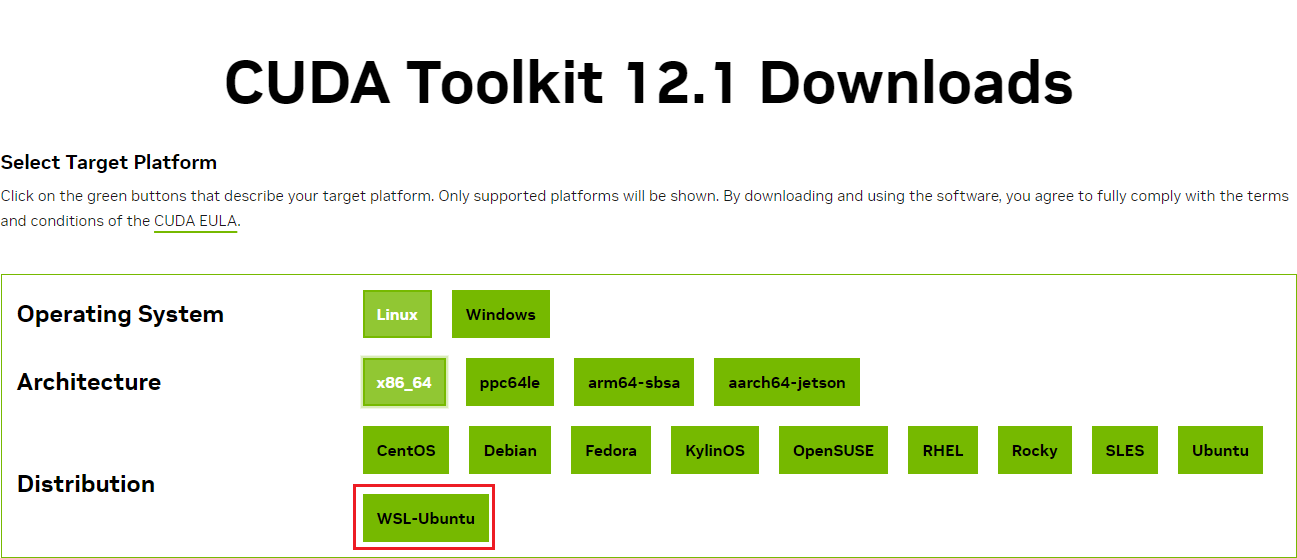 CUDA Toolkit 12.1 Downloads
Select Target Platform
Click on the green buttons that describe your target platform. Only supported platforms will be shown. By downloading and using the software, you agree to fully comply with the terms
and conditions of the CUDA EULA.
Operating System Linux Windows
Architecture x86_64 ppc64le arm64-sbsa aarch64-jetson
CentOS Debian Fedora KylinOS OpenSUSE RHEL Rocky SLES Ubuntu
Distribution
WSL-Ubuntu